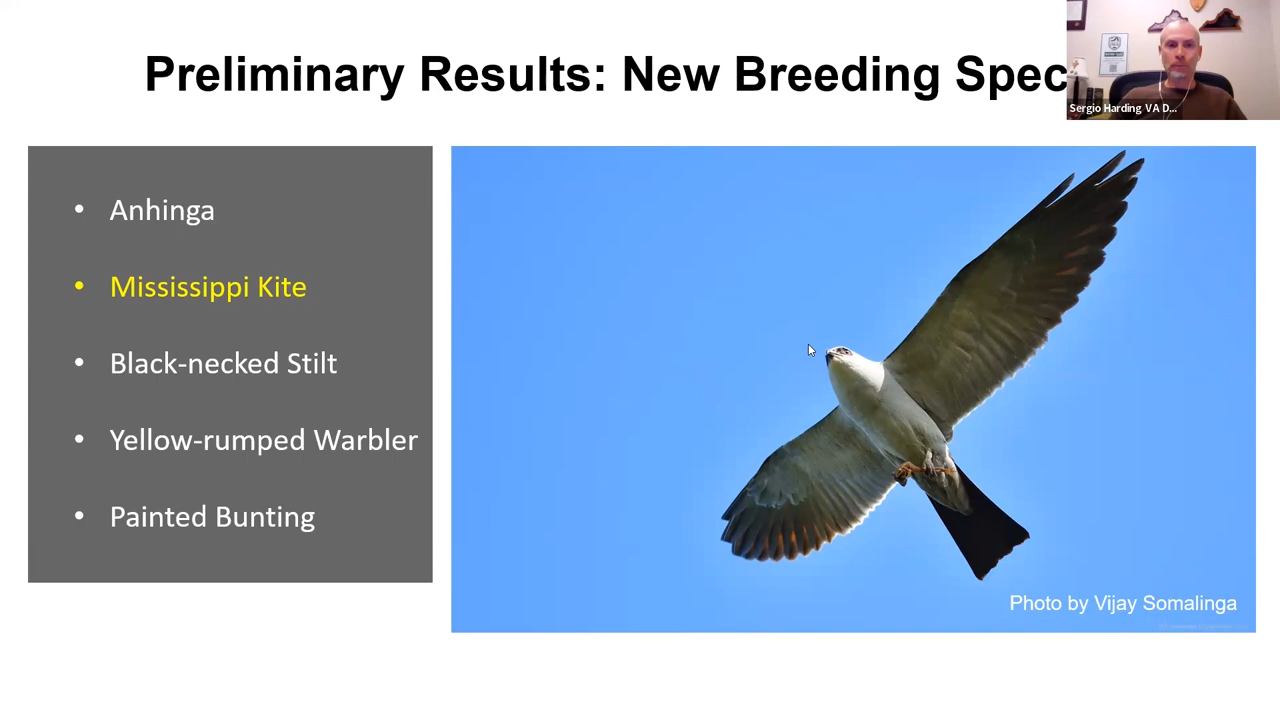 Preliminary Results: New Breeding Spec
Sergio Harding VA D...
• Anhinga
• Mississippi Kite
• Black-necked Stilt
• Yellow-rumped Warbler
• Painted Bunting
Photo by Vijay Somalinga